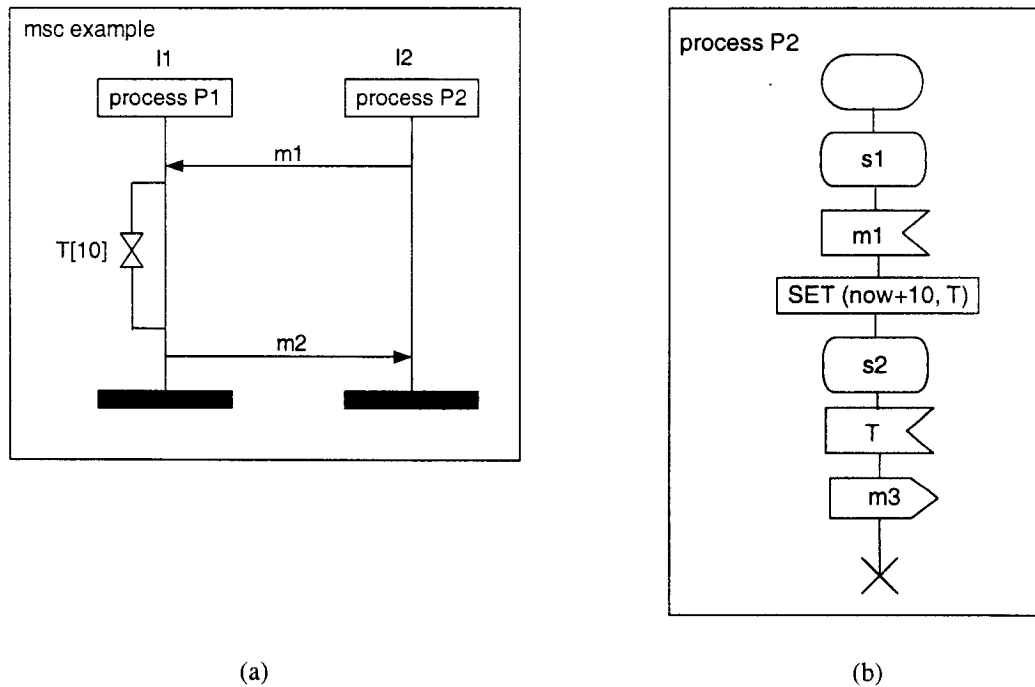 msc example
I1
I2
process P1
process P2
m1
T[10]
m2
(a)
process P2
s1
m1
SET (now+10, T)
s2
T
m3
(b)